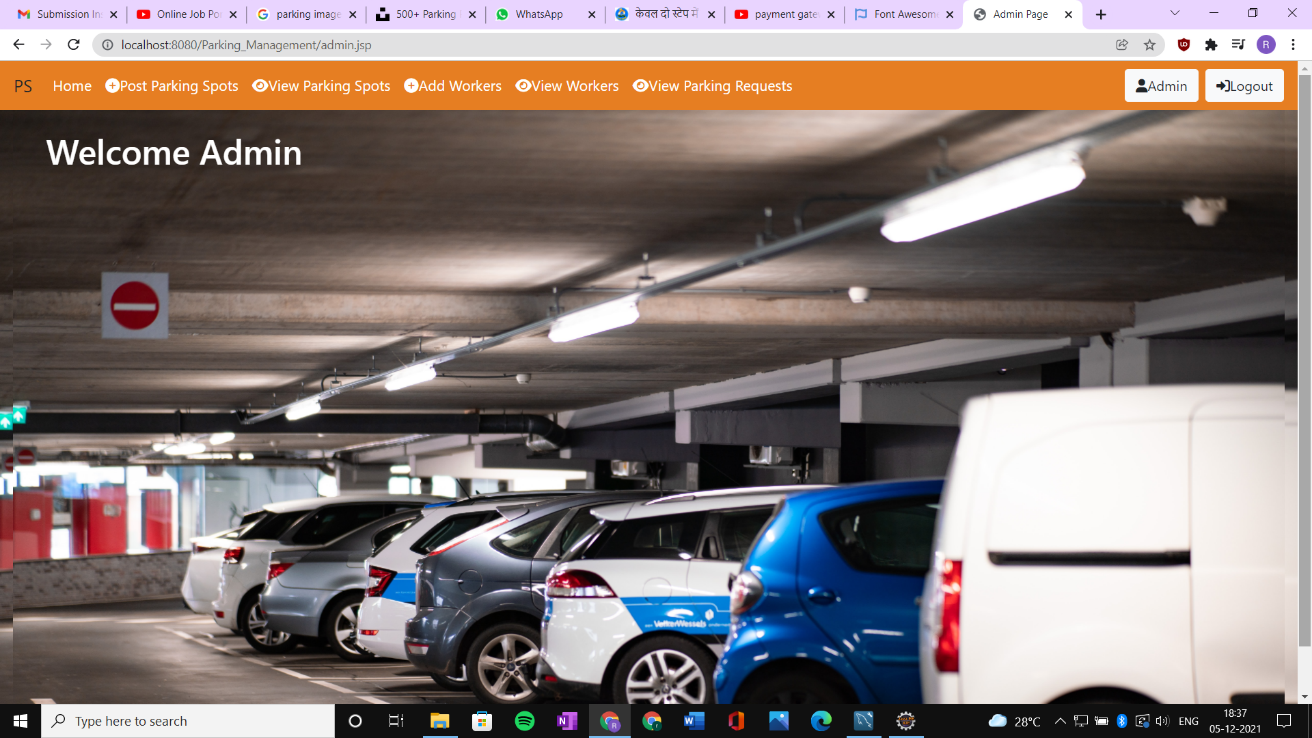 Submission In
Online Job Po
parking image
500+ Parking
WhatsApp
केवल दो स्टेप में
payment gate
Font Awesom
Admin Page
localhost:8080/Parking_Management/admin.jsp
R
PS Home Post Parking Spots View Parking Spots Add Workers View Workers View Parking Requests Admin Logout
Welcome Admin
VolkerWessels
Type here to search
28°C
ENG
18:37
05-12-2021